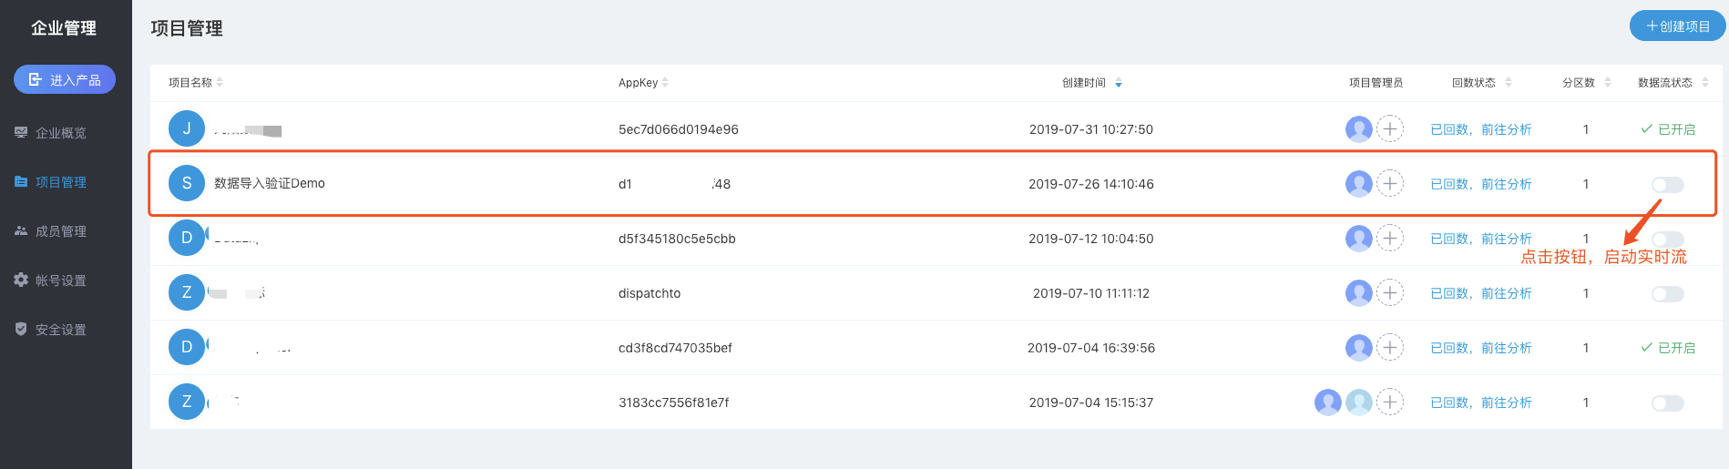 企业管理
进入产品
企业概览
项目管理
成员管理
帐号设置
安全设置
项目管理
＋创建项目
项目名称 AppKey 创建时间 项目管理员 回数状态 分区数 数据流状态
J 5ec7d066d0194e96 2019-07-31 10:27:50 已回数，前往分析 1 已开启
S 数据导入验证Demo d1 48 2019-07-26 14:10:46 已回数，前往分析 1
D d5f345180c5e5cbb 2019-07-12 10:04:50 已回数，前往分析 1
点击按钮，启动实时流
Z dispatchto 2019-07-10 11:11:12 已回数，前往分析 1
D cd3f8cd747035bef 2019-07-04 16:39:56 已回数，前往分析 1 已开启
Z 3183cc7556f81e7f 2019-07-04 15:15:37 已回数，前往分析 1